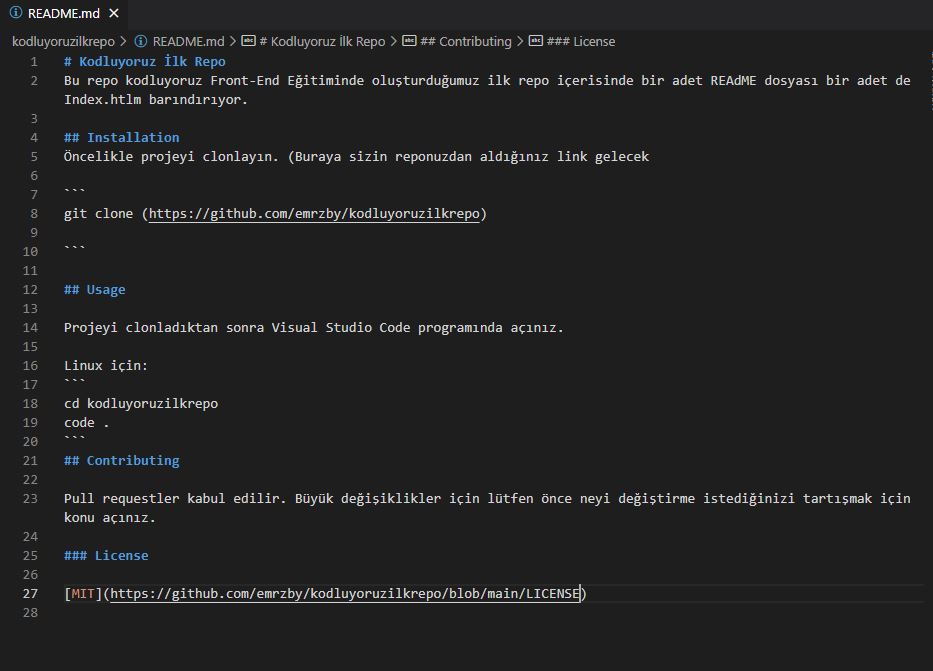 README.md
kodluyoruzilkrepo > README.md > # Kodluyoruz İlk Repo > ## Contributing > ### License
1 # Kodluyoruz İlk Repo
2 Bu repo kodluyoruz Front-End Eğitiminde oluşturduğumuz ilk repo içerisinde bir adet REAdME dosyası bir adet de
Index.htlm barındırıyor.
3
4 ## Installation
5 Öncelikle projeyi clonlayın. (Buraya sizin reponuzdan aldığınız link gelecek
6
7 ```
8 git clone (https://github.com/emrzby/kodluyoruzilkrepo)
9
10 ```
11
12 ## Usage
13
14 Projeyi clonladıktan sonra Visual Studio Code programında açınız.
15
16 Linux için:
17 ```
18 cd kodluyoruzilkrepo
19 code .
20 ```
21 ## Contributing
22
23 Pull requestler kabul edilir. Büyük değişiklikler için lütfen önce neyi değiştirme istediğinizi tartışmak için
konu açınız.
24
25 ### License
26
27 [MIT](https://github.com/emrzby/kodluyoruzilkrepo/blob/main/LICENSE)
28